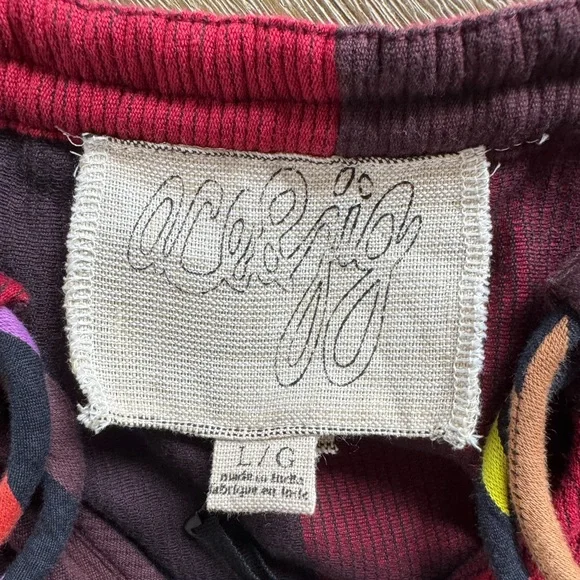 ace&jig
L/G
made in India
fabriqué en Inde